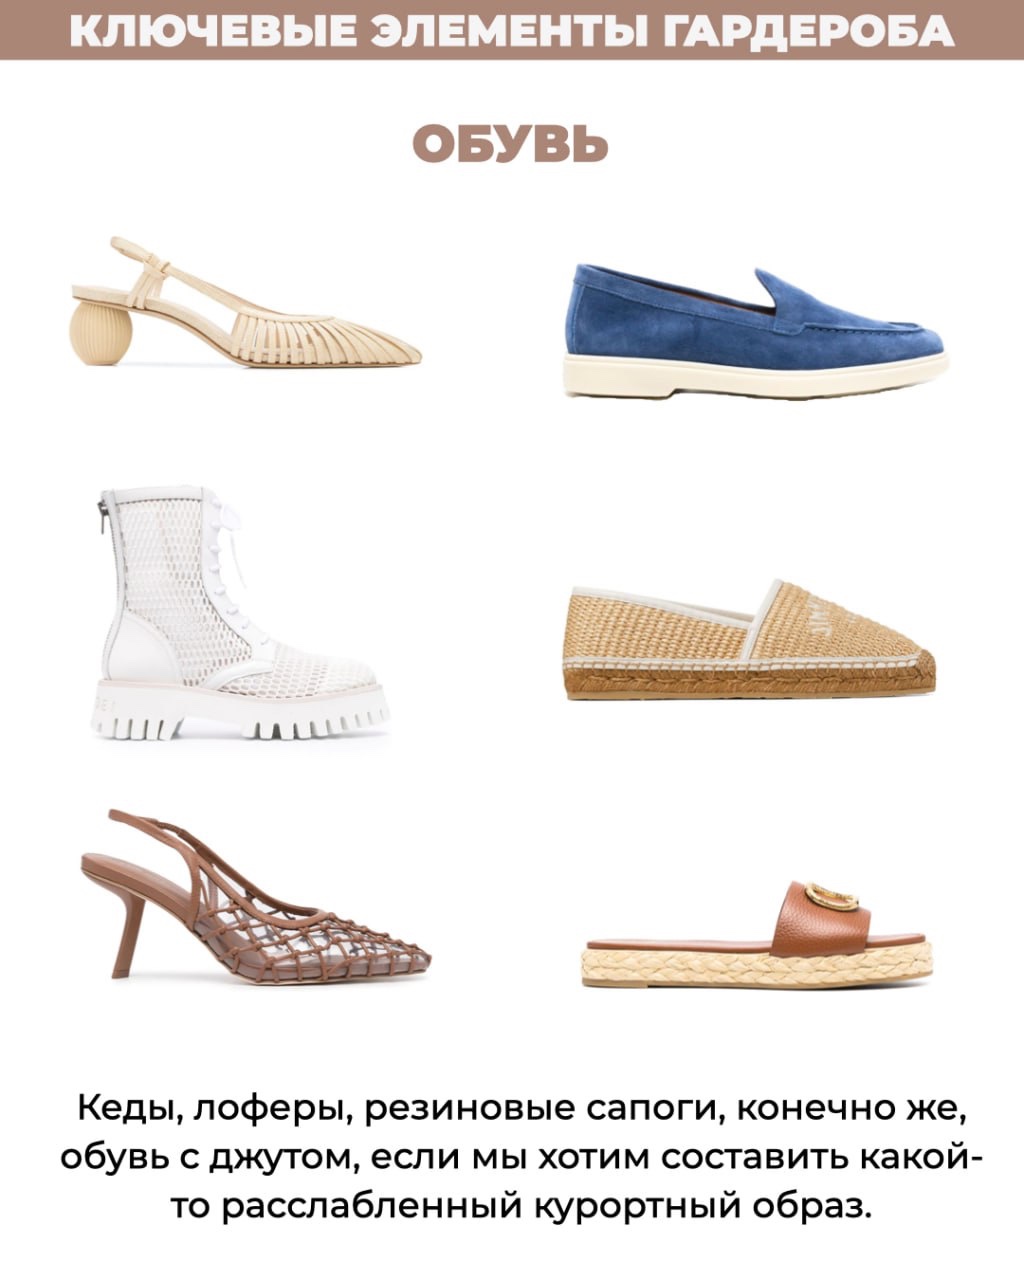 КЛЮЧЕВЫЕ ЭЛЕМЕНТЫ ГАРДЕРОБА
ОБУВЬ
Кеды, лоферы, резиновые сапоги, конечно же,
обувь с джутом, если мы хотим составить какой-
то расслабленный курортный образ.